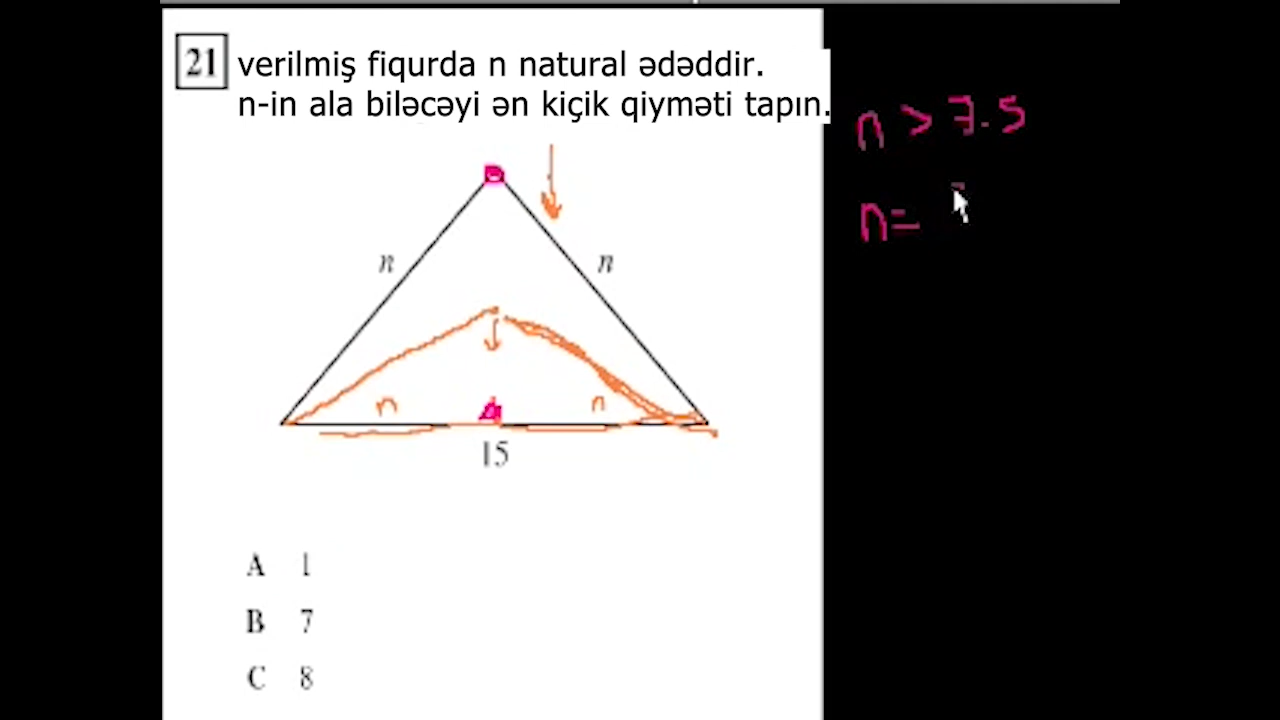 21 verilmiş fiqurda n natural ədəddir.
n-in ala biləcəyi ən kiçik qiyməti tapın.
n > 7.5
n =
n n
n n
15
A 1
B 7
C 8